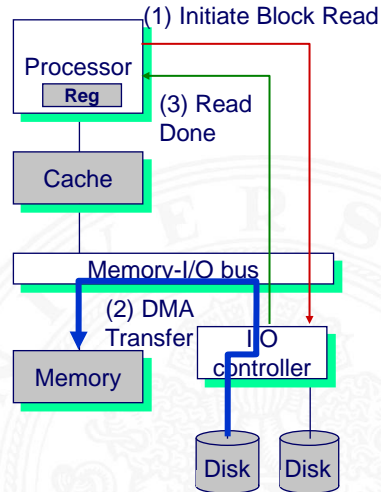 (1) Initiate Block Read
Processor
Reg
(3) Read
Done
Cache
Memory-I/O bus
(2) DMA
Transfer
I/O
controller
Memory
Disk
Disk